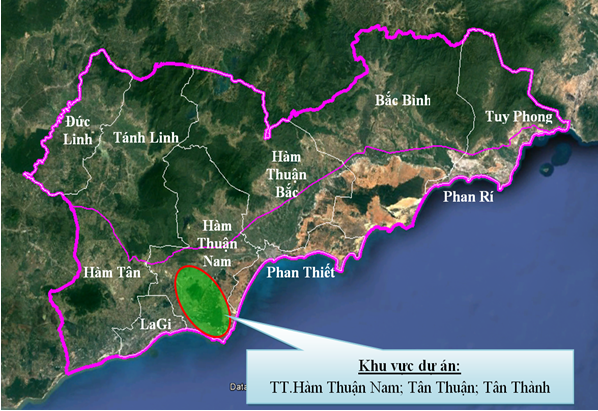 Bắc Bình
Tuy Phong
Đức
Linh
Tánh Linh
Hàm
Thuận
Bắc
Phan Rí
Hàm
Thuận
Nam
Hàm Tân
Phan Thiết
LaGi
Khu vực dự án:
TT.Hàm Thuận Nam; Tân Thuận; Tân Thành
Data